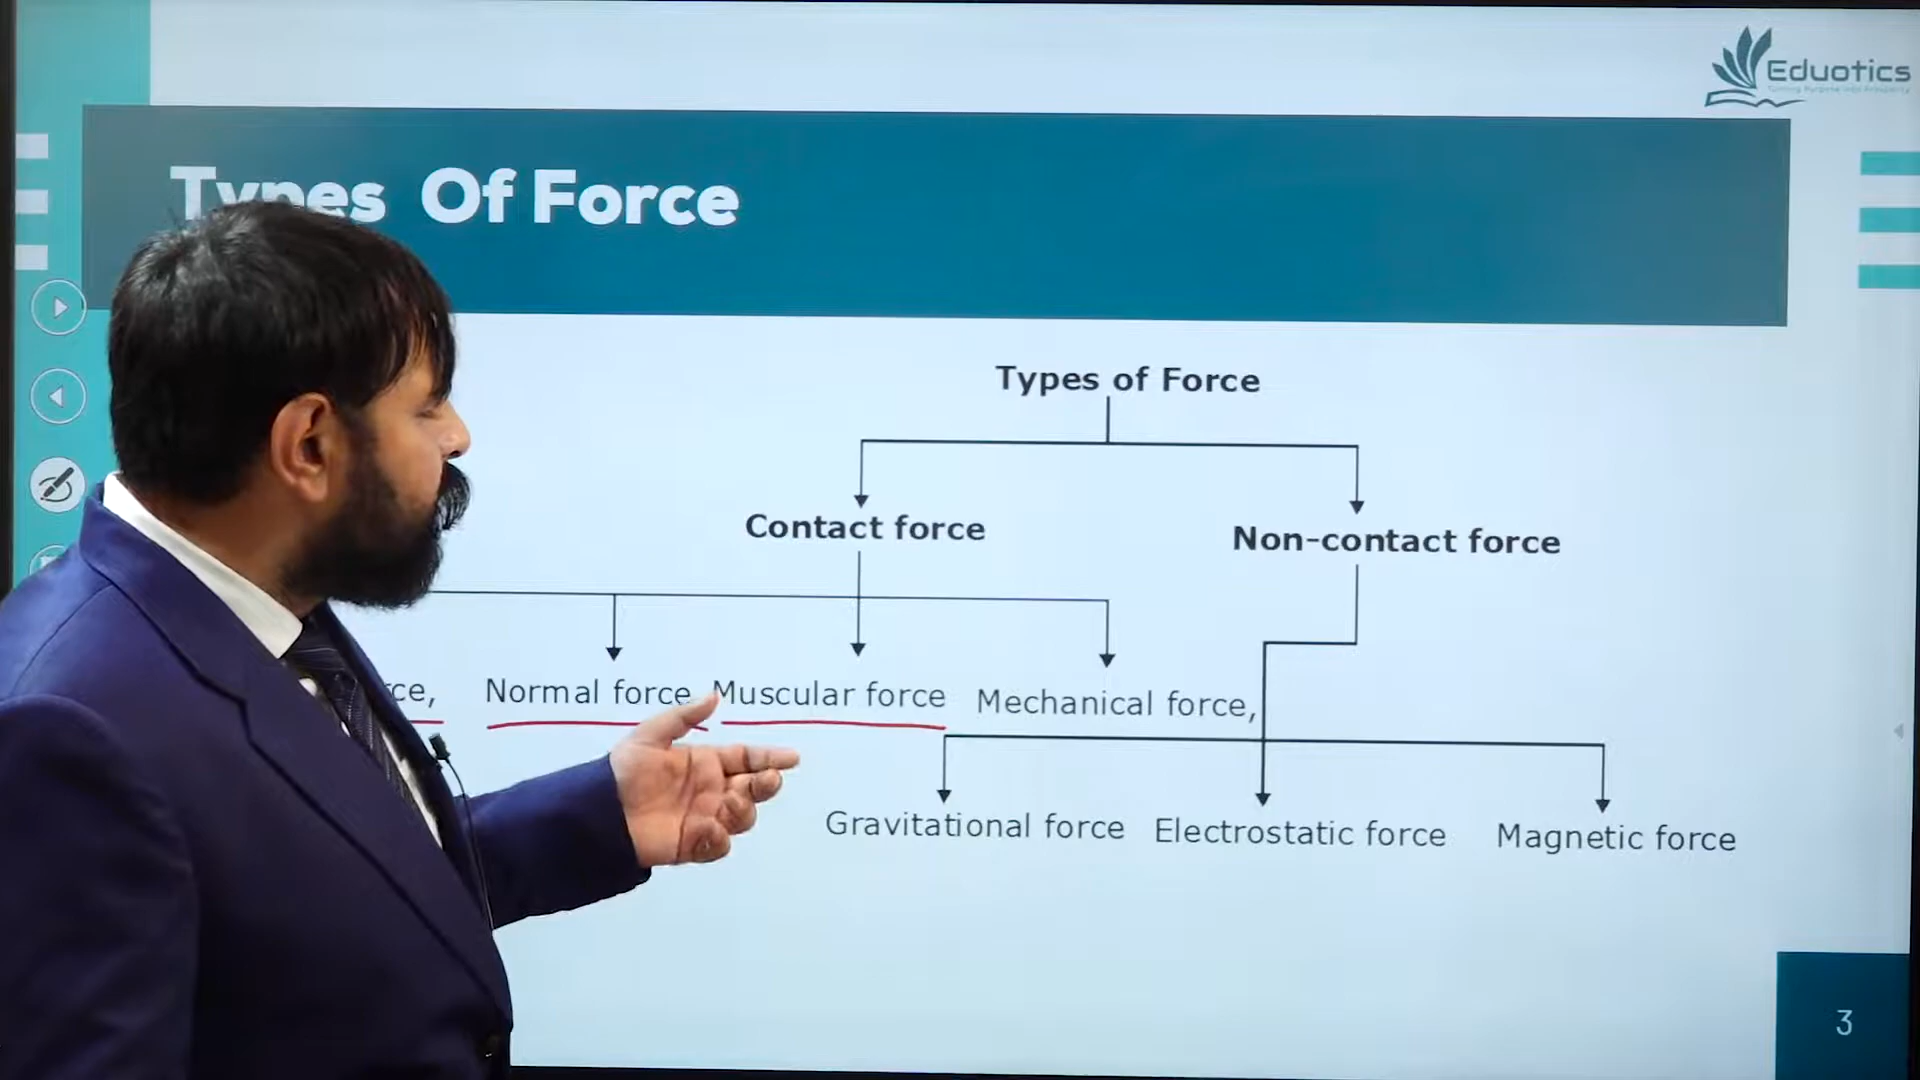 Eduotics
Types Of Force
Types of Force
Contact force
Non-contact force
Normal force Muscular force Mechanical force,
Gravitational force Electrostatic force Magnetic force
3